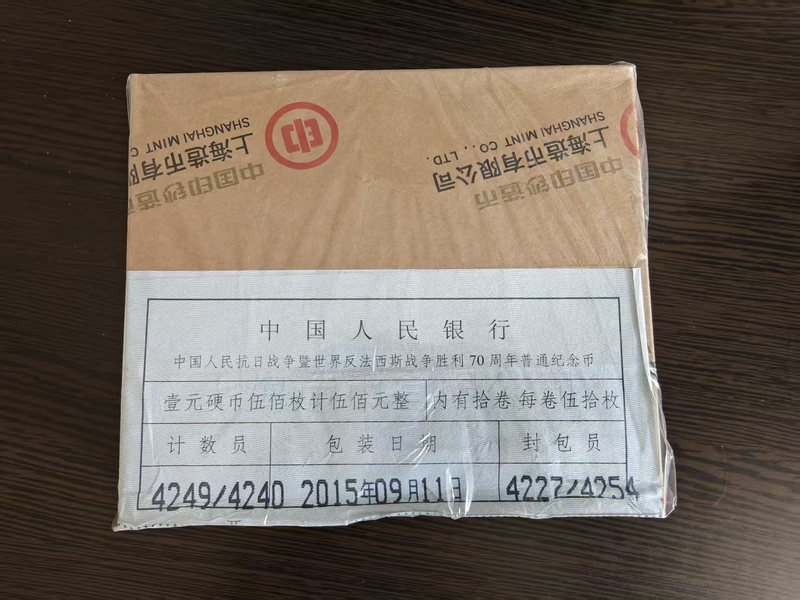 中国印钞造币
上海造币有限公司
SHANGHAI MINT CO., LTD.
印
中国印钞造币
上海造币有限
SHANGHAI MINT C
中国人民银行
中国人民抗日战争暨世界反法西斯战争胜利70周年普通纪念币
壹元硬币伍佰枚计伍佰元整 内有拾卷 每卷伍拾枚
计数员 包装日期 封包员
4249/4240 2015年09月11日 4227/4254